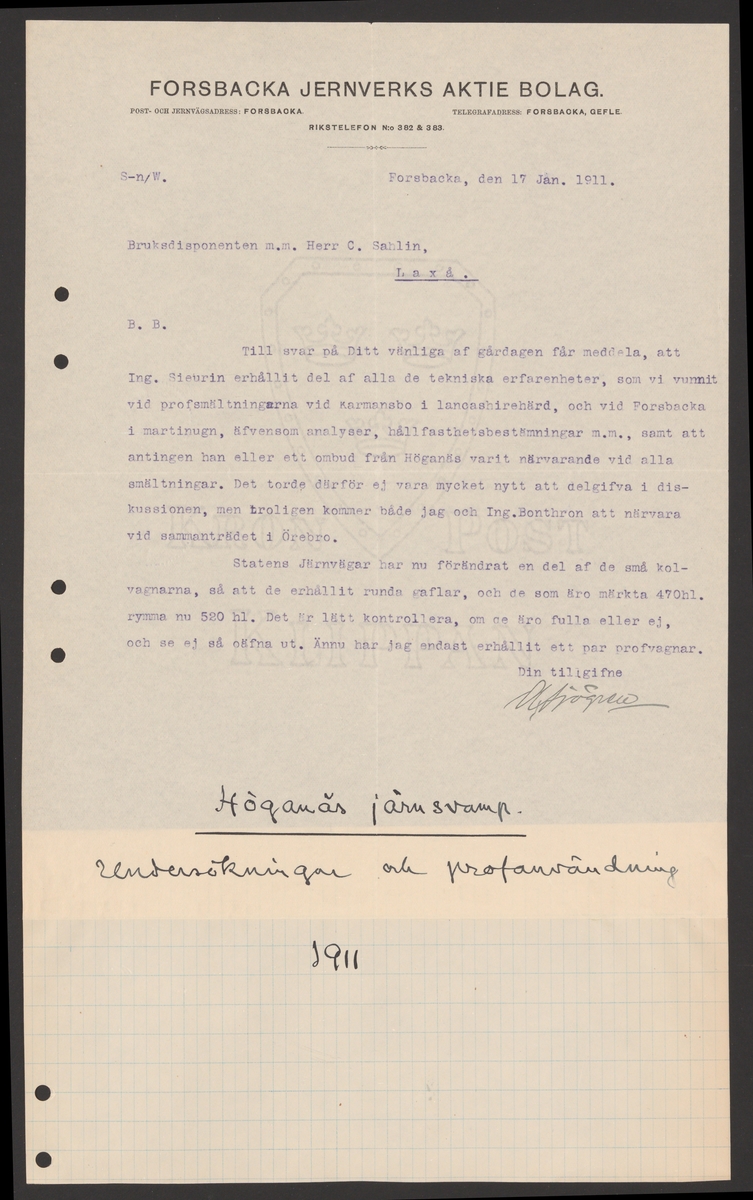 FORSBACKA JERNVERKS AKTIE BOLAG.
POST- OCH JERNVÄGSADRESS: FORSBACKA. TELEGRAFADRESS: FORSBACKA, GEFLE.
RIKSTELEFON N:o 382 & 383.
S-n/W. Forsbacka, den 17 Jan. 1911.
Bruksdisponenten m.m. Herr C. Sahlin,
Laxå.
B. B.
Till svar på Ditt vänliga af gårdagen får meddela, att
Ing. Sieurin erhållit del af alla de tekniska erfarenheter, som vi vunnit
vid profsmältningarna vid Karmansbo i lancashirehärd, och vid Forsbacka
i martinugn, äfvensom analyser, hållfasthetsbestämningar m.m., samt att
antingen han eller ett ombud från Höganäs varit närvarande vid alla
smältningar. Det torde därför ej vara mycket nytt att delgifva i dis-
kussionen, men troligen kommer både jag och Ing.Bonthron att närvara
vid sammanträdet i Örebro.
Statens Järnvägar har nu förändrat en del af de små kol-
vagnarna, så att de erhållit runda gaflar, och de som äro märkta 470hl.
rymma nu 520 hl. Det är lätt kontrollera, om de äro fulla eller ej,
och se ej så oäfna ut. Ännu har jag endast erhållit ett par profvagnar.
Din tillgifne
Sjögren
Höganäs järnsvamp.
Undersökningar och profanvändning
1911
KRON POST